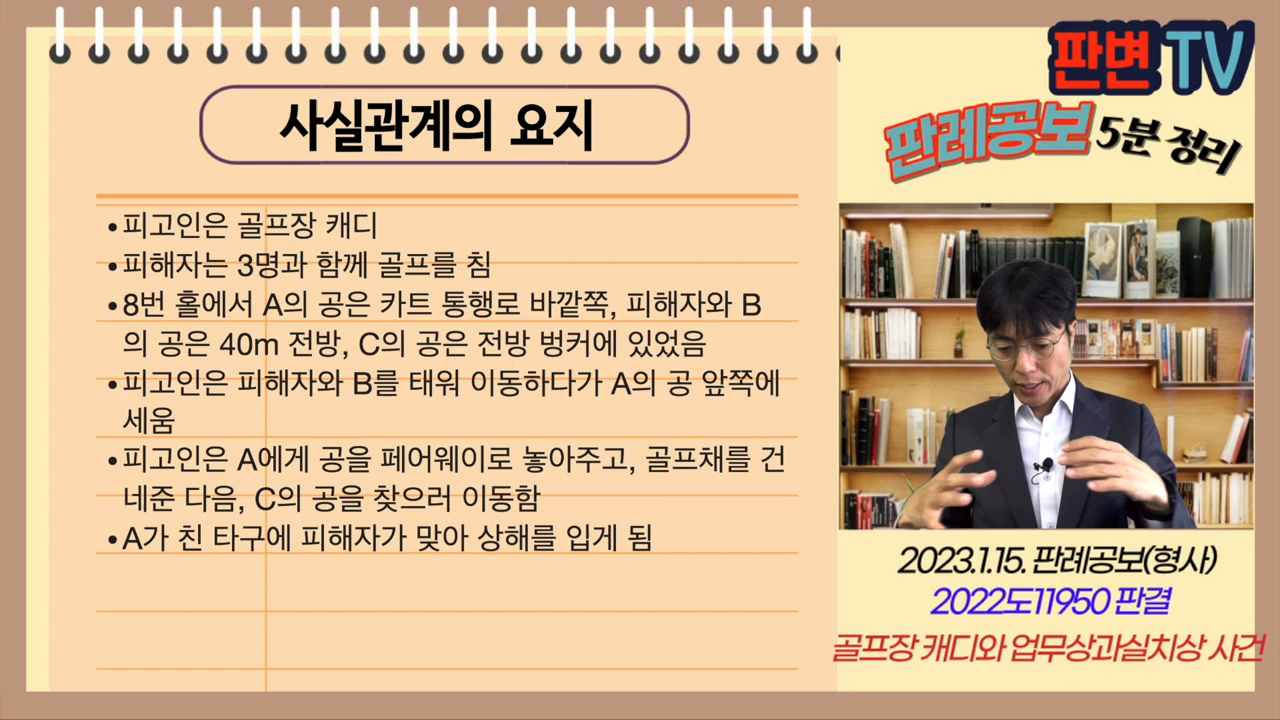 사실관계의 요지
•피고인은 골프장 캐디
•피해자는 3명과 함께 골프를 침
•8번 홀에서 A의 공은 카트 통행로 바깥쪽, 피해자와 B
의 공은 40m 전방, C의 공은 전방 벙커에 있었음
•피고인은 피해자와 B를 태워 이동하다가 A의 공 앞쪽에
세움
•피고인은 A에게 공을 페어웨이로 놓아주고, 골프채를 건
네준 다음, C의 공을 찾으러 이동함
•A가 친 타구에 피해자가 맞아 상해를 입게 됨
판변 TV
판례공보 5분 정리
2023.1.15. 판례공보(형사)
2022도11950 판결
골프장 캐디와 업무상과실치상 사건